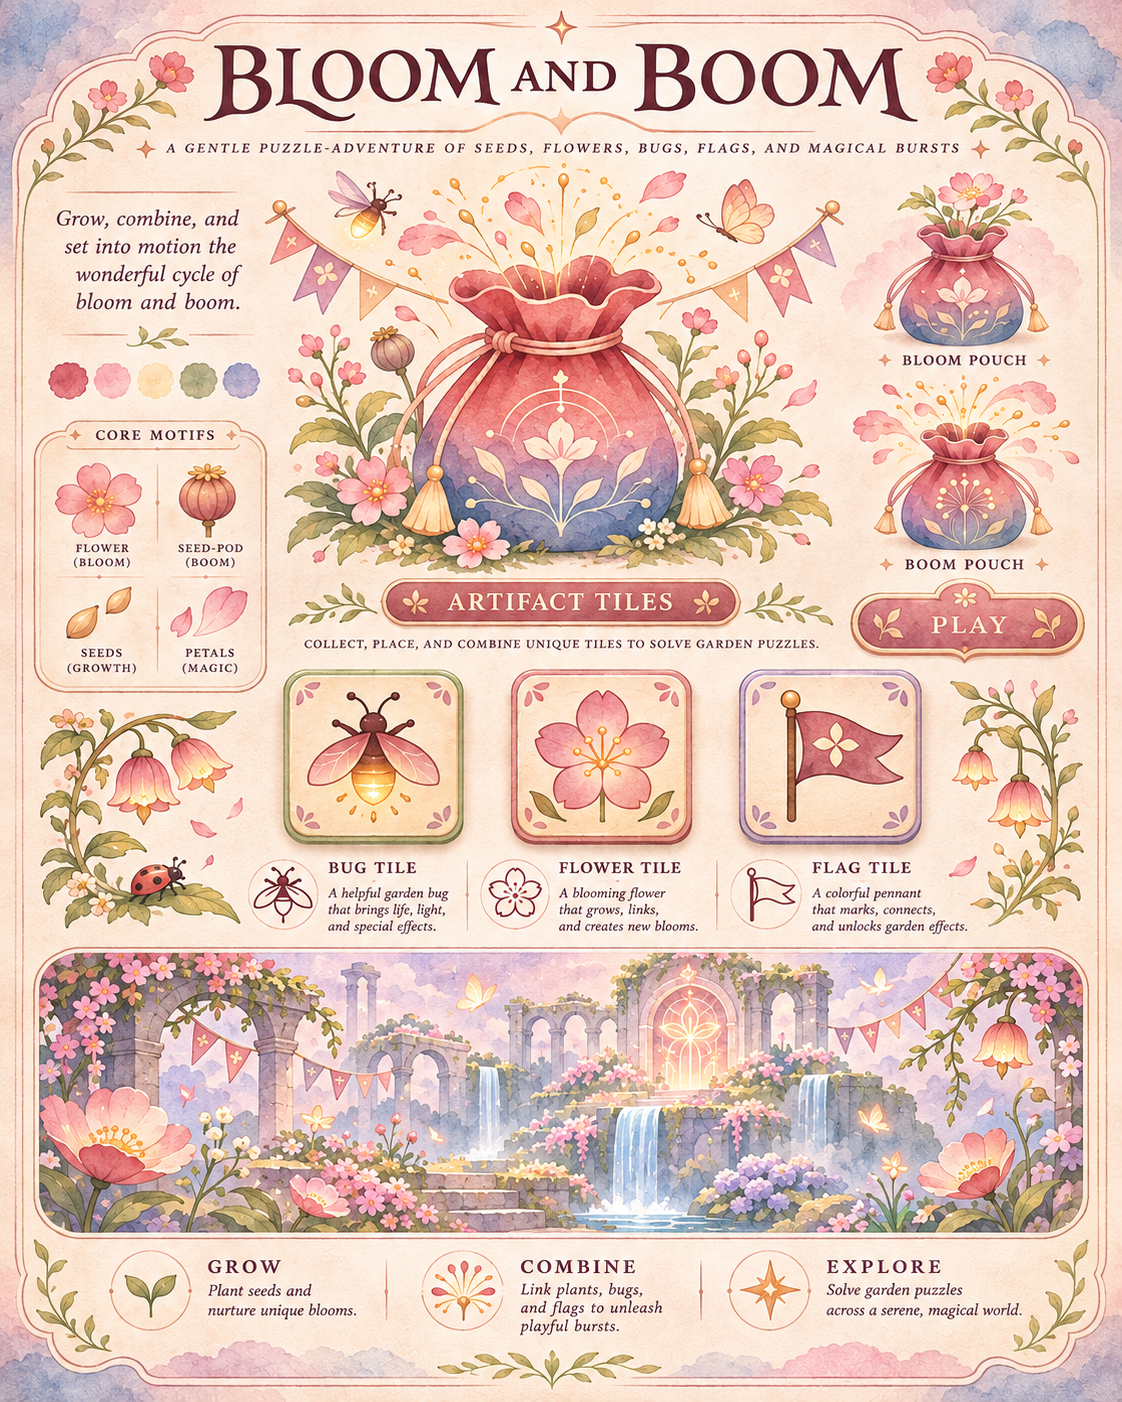 BLOOM AND BOOM
A GENTLE PUZZLE-ADVENTURE OF SEEDS, FLOWERS, BUGS, FLAGS, AND MAGICAL BURSTS
Grow, combine, and
set into motion the
wonderful cycle of
bloom and boom.
CORE MOTIFS
FLOWER
(BLOOM)
SEED-POD
(BOOM)
SEEDS
(GROWTH)
PETALS
(MAGIC)
BLOOM POUCH
BOOM POUCH
PLAY
ARTIFACT TILES
COLLECT, PLACE, AND COMBINE UNIQUE TILES TO SOLVE GARDEN PUZZLES.
BUG TILE
A helpful garden bug
that brings life, light,
and special effects.
FLOWER TILE
A blooming flower
that grows, links,
and creates new blooms.
FLAG TILE
A colorful pennant
that marks, connects,
and unlocks garden effects.
GROW
Plant seeds and
nurture unique blooms.
COMBINE
Link plants, bugs,
and flags to unleash
playful bursts.
EXPLORE
Solve garden puzzles
across a serene, magical world.